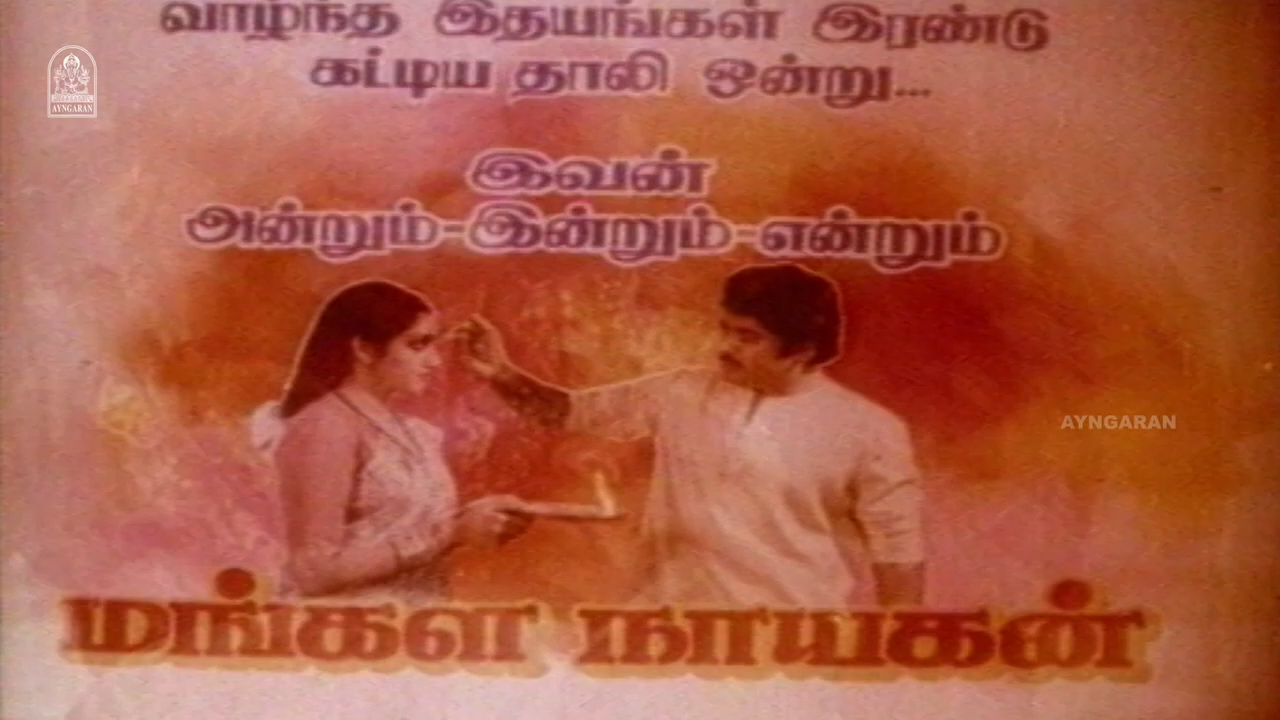 வாழ்ந்த இதயங்கள் இரண்டு
கட்டிய தாலி ஒன்று...
AYNGARAN
இவன்
அன்றும்-இன்றும்-என்றும்
AYNGARAN
மங்கள நாயகன்